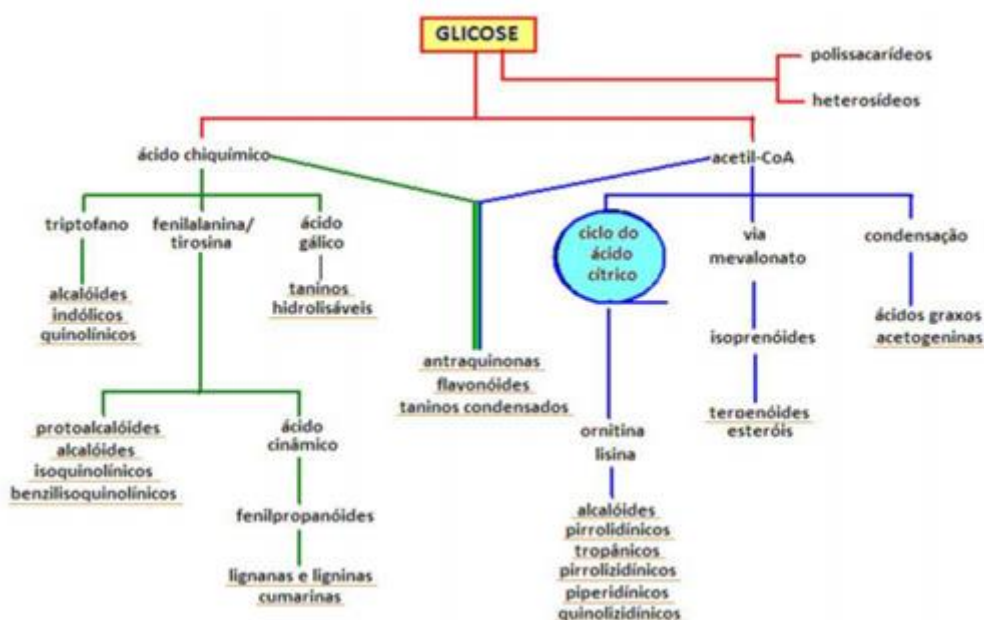 GLICOSE
polissacarídeos
heterosídeos
ácido chiquímico
acetil-CoA
triptofano
fenilalanina/
tirosina
ácido
gálico
ciclo do
ácido
cítrico
via
mevalonato
condensação
alcalóides
indólicos
quinolínicos
taninos
hidrolisáveis
antraquinonas
flavonóides
taninos condensados
isoprenóides
ácidos graxos
acetogeninas
protoalcalóides
alcalóides
isoquinolínicos
benzilisoquinolínicos
ácido
cinâmico
ornitina
lisina
terpenóides
esteróis
fenilpropanóides
lignanas e ligninas
cumarinas
alcalóides
pirrolidínicos
tropânicos
pirrolizidínicos
piperidínicos
quinolizidínicos